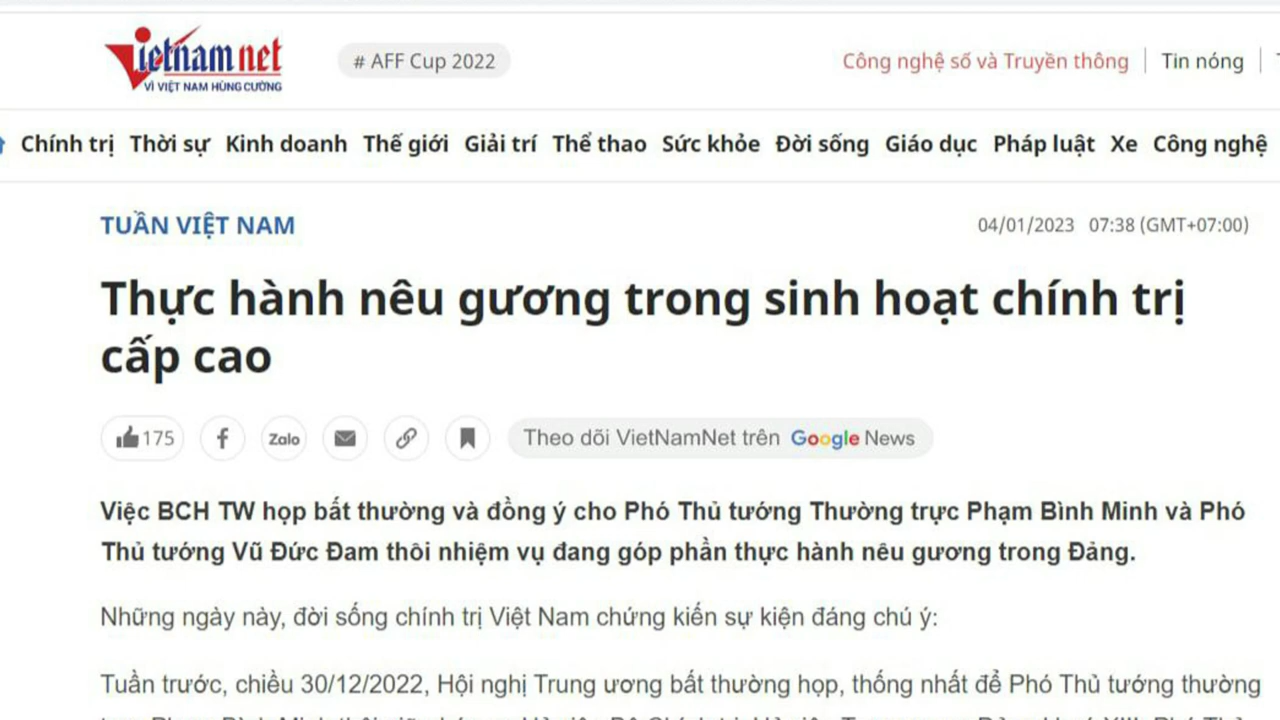 Vietnamnet
VÌ VIỆT NAM HÙNG CƯỜNG
# AFF Cup 2022
Công nghệ số và Truyền thông
Tin nóng
Chính trị Thời sự Kinh doanh Thế giới Giải trí Thể thao Sức khỏe Đời sống Giáo dục Pháp luật Xe Công nghệ
TUẦN VIỆT NAM
04/01/2023 07:38 (GMT+07:00)
Thực hành nêu gương trong sinh hoạt chính trị
cấp cao
175
Zalo
Theo dõi VietNamNet trên Google News
Việc BCH TW họp bất thường và đồng ý cho Phó Thủ tướng Thường trực Phạm Bình Minh và Phó
Thủ tướng Vũ Đức Đam thôi nhiệm vụ đang góp phần thực hành nêu gương trong Đảng.
Những ngày này, đời sống chính trị Việt Nam chứng kiến sự kiện đáng chú ý:
Tuần trước, chiều 30/12/2022, Hội nghị Trung ương bất thường họp, thống nhất để Phó Thủ tướng thường